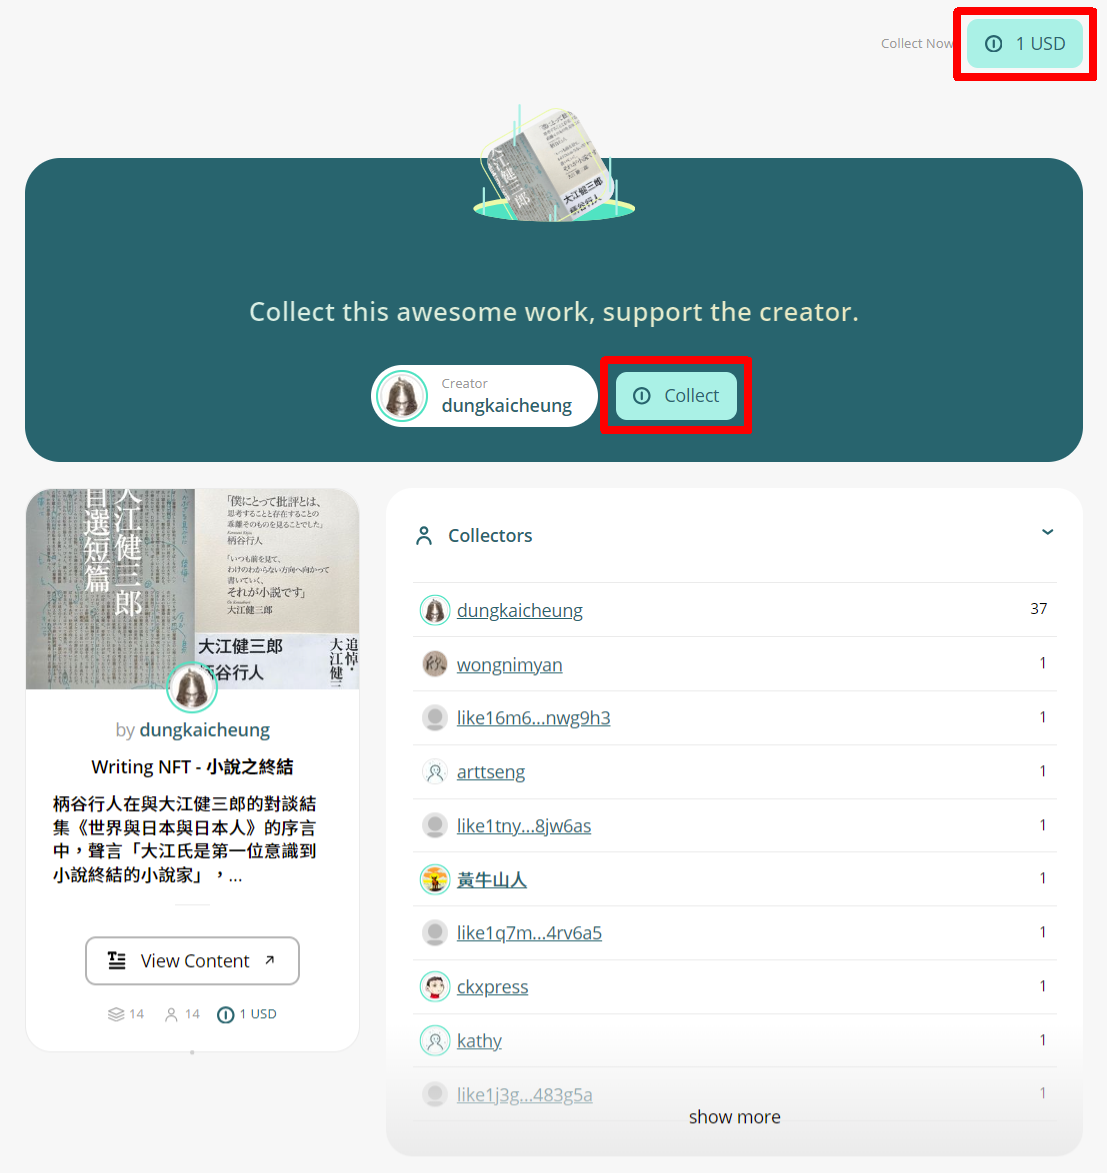 Collect Now
1 USD
大江健三郎
柄谷行人
Collect this awesome work, support the creator.
Creator
dungkaicheung
Collect
大江健三郎
自選短篇
「僕にとって批評とは、
思考することと存在することの
乖離そのものを見ることでした」
柄谷行人
「いつも前を見て、
わけのわからない方向へ向かって
書いていく、
それが小説です」
大江健三郎
大江健三郎
柄谷行人
追悼・
大江健三
by dungkaicheung
Writing NFT - 小說之終結
柄谷行人在與大江健三郎的對談結
集《世界與日本與日本人》的序言
中，聲言「大江氏是第一位意識到
小說終結的小說家」，...
View Content
14
14
1 USD
Collectors
dungkaicheung 37
wongnimyan 1
like16m6...nwg9h3 1
arttseng 1
like1tny...8jw6as 1
黃牛山人 1
like1q7m...4rv6a5 1
ckxpress 1
kathy 1
like1j3g...483g5a 1
show more